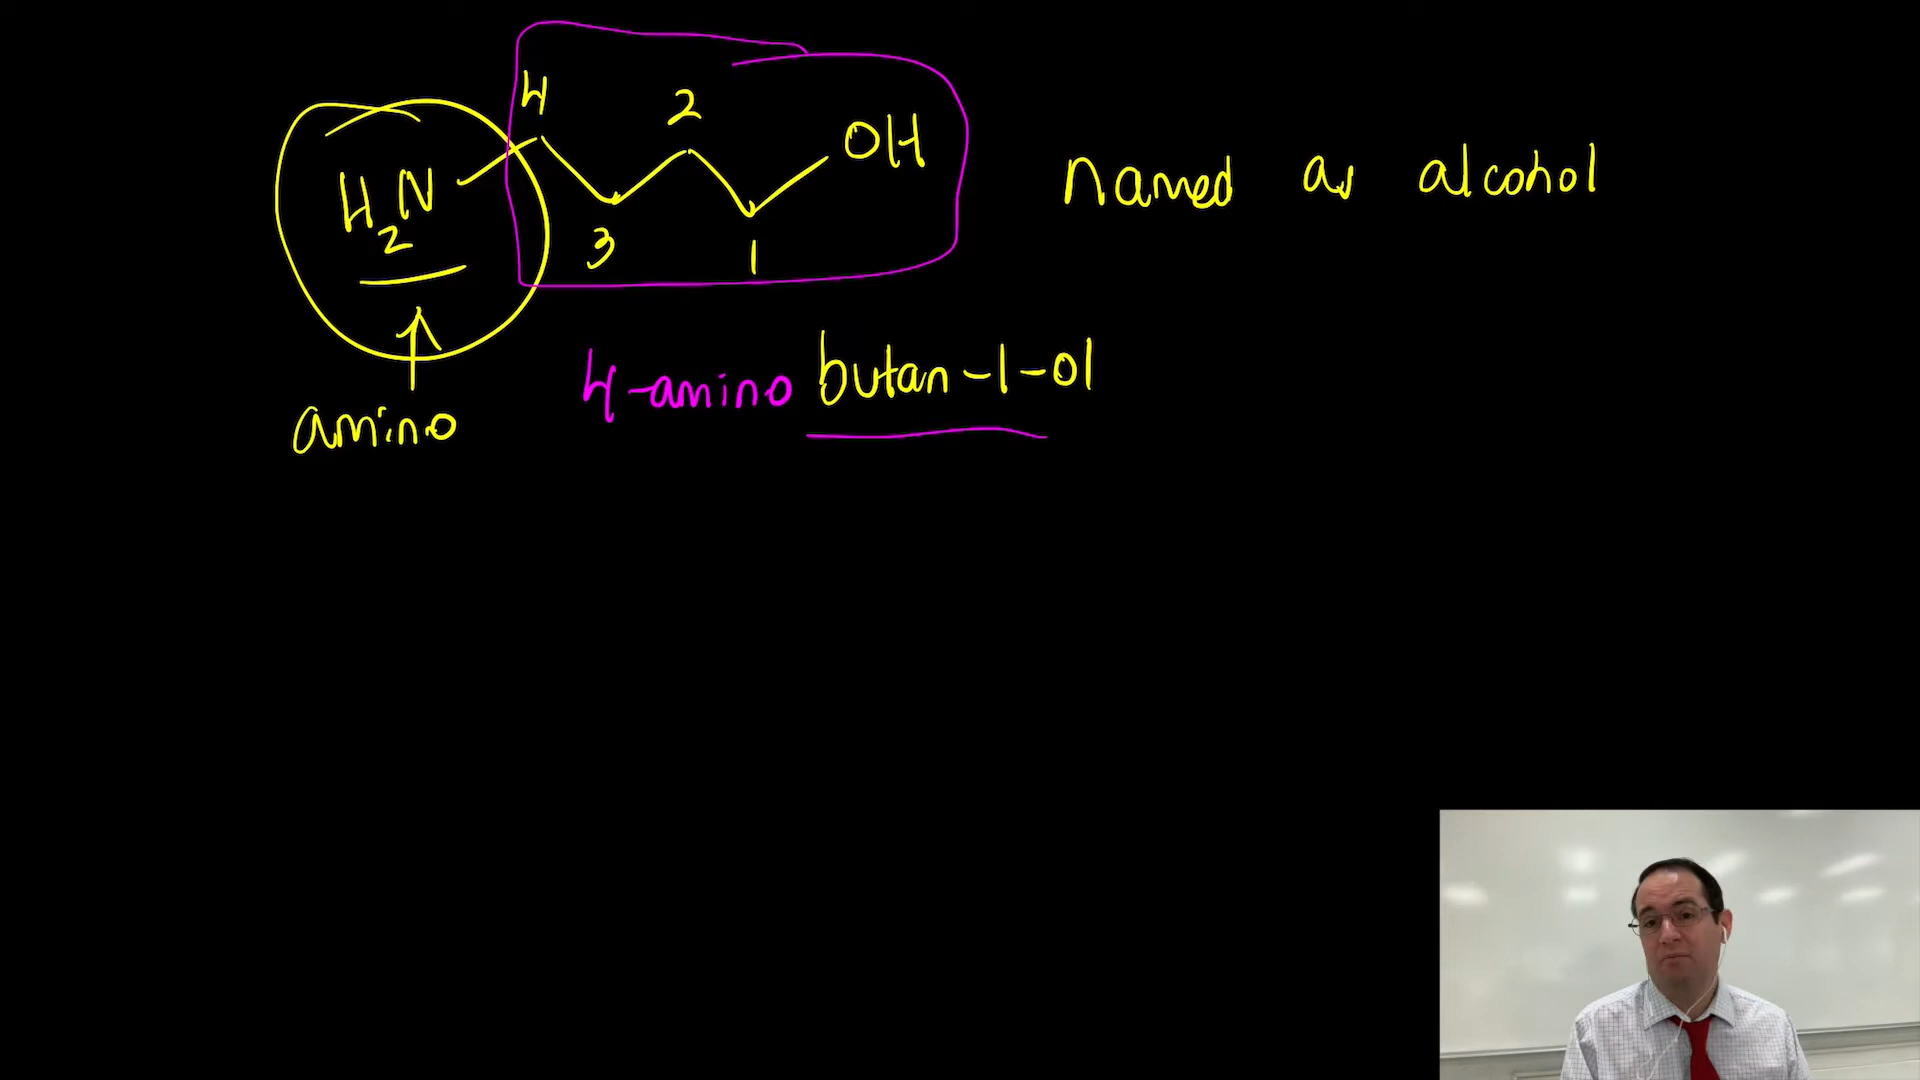 4 2
H2N OH named as alcohol
3 1
4-amino butan-1-ol
amino